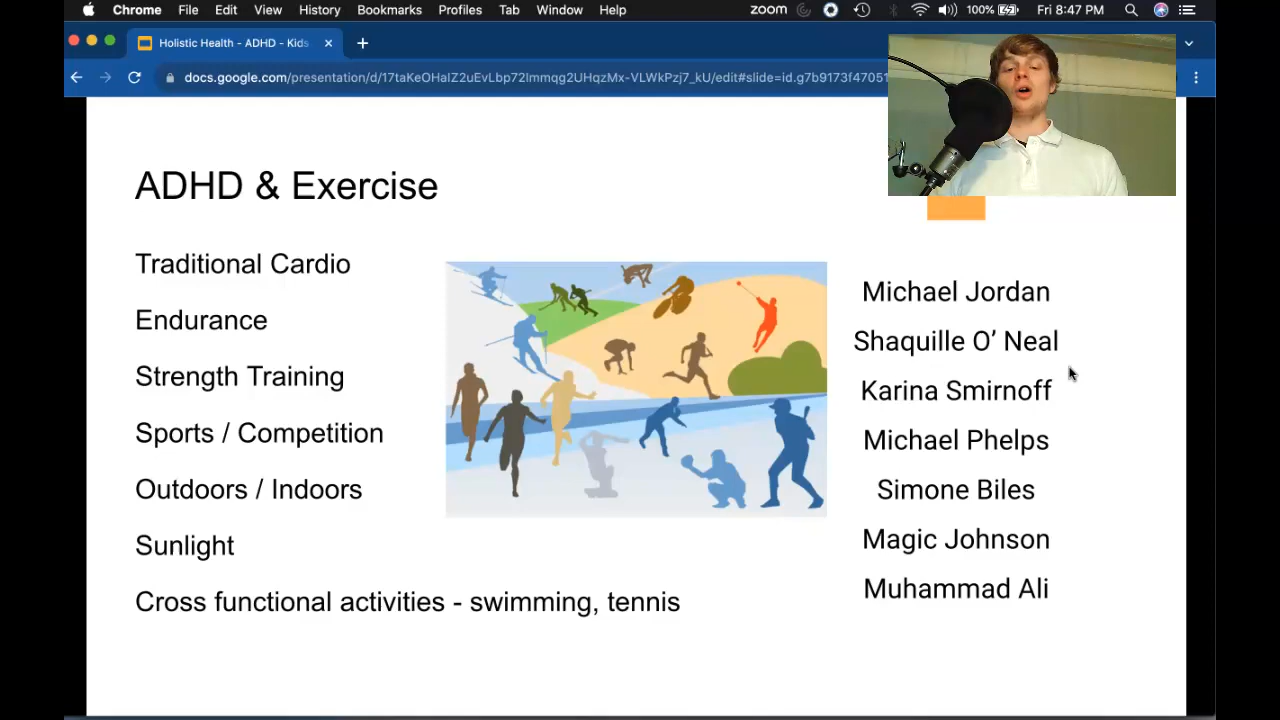 Chrome File Edit View History Bookmarks Profiles Tab Window Help zoom 100% Fri 8:47 PM
Holistic Health - ADHD - Kids
docs.google.com/presentation/d/17taKeOHalZ2uEvLbp72lmmqg2UHqzMx-VLWkPzj7_kU/edit#slide=id.g7b9173f47051
ADHD & Exercise
Traditional Cardio
Endurance
Strength Training
Sports / Competition
Outdoors / Indoors
Sunlight
Cross functional activities - swimming, tennis
Michael Jordan
Shaquille O’ Neal
Karina Smirnoff
Michael Phelps
Simone Biles
Magic Johnson
Muhammad Ali